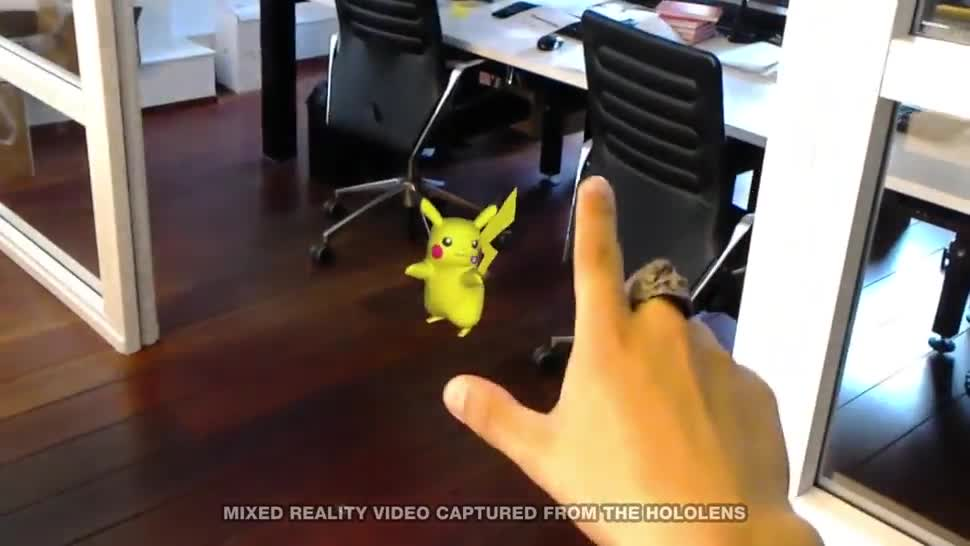 MIXED REALITY VIDEO CAPTURED FROM THE HOLOLENS